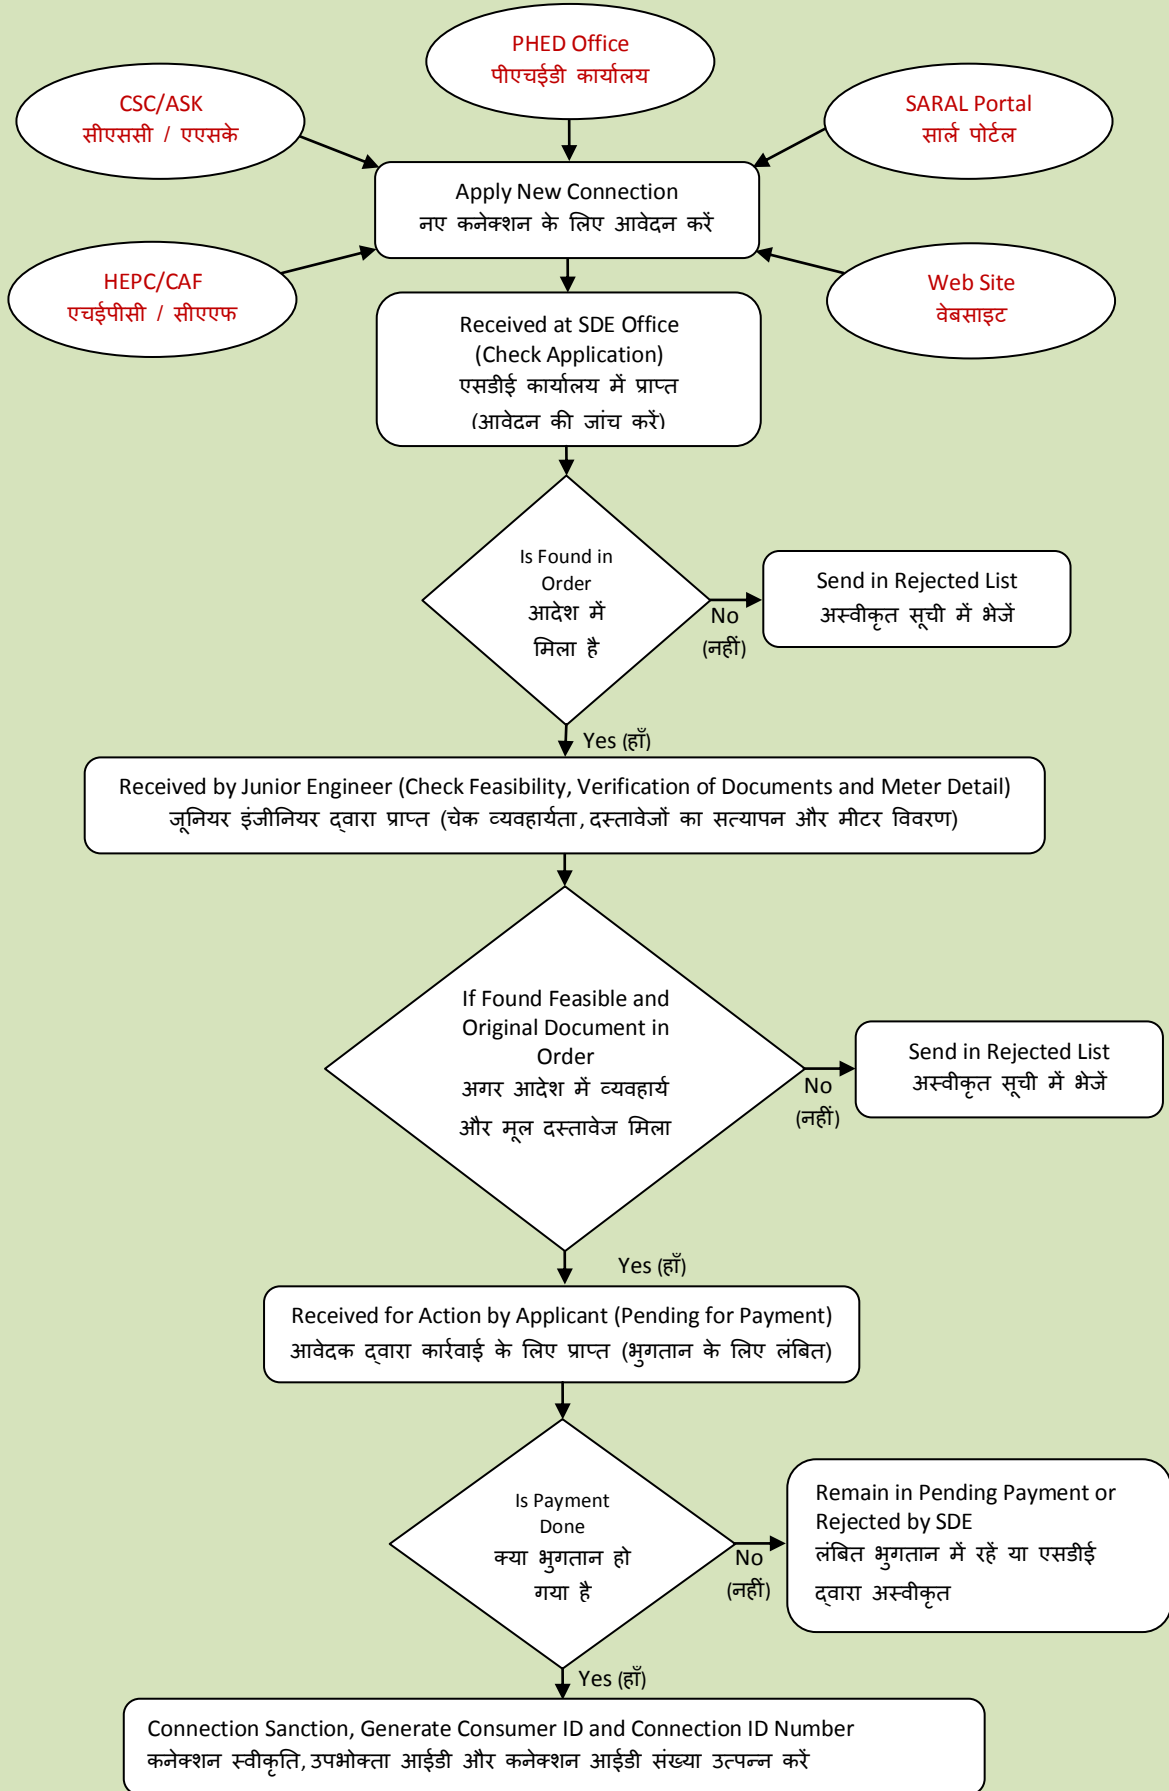 PHED Office
पीएचईडी कार्यालय
CSC/ASK
सीएससी / एएसके
SARAL Portal
सार्ल पोर्टल
Apply New Connection
नए कनेक्शन के लिए आवेदन करें
HEPC/CAF
एचईपीसी / सीएएफ
Web Site
वेबसाइट
Received at SDE Office
(Check Application)
एसडीई कार्यालय में प्राप्त
(आवेदन की जांच करें)
Is Found in
Order
आदेश में
मिला है
No
(नहीं)
Send in Rejected List
अस्वीकृत सूची में भेजें
Yes (हाँ)
Received by Junior Engineer (Check Feasibility, Verification of Documents and Meter Detail)
जूनियर इंजीनियर द्वारा प्राप्त (चेक व्यवहार्यता, दस्तावेजों का सत्यापन और मीटर विवरण)
If Found Feasible and
Original Document in
Order
अगर आदेश में व्यवहार्य
और मूल दस्तावेज मिला
No
(नहीं)
Send in Rejected List
अस्वीकृत सूची में भेजें
Yes (हाँ)
Received for Action by Applicant (Pending for Payment)
आवेदक द्वारा कार्रवाई के लिए प्राप्त (भुगतान के लिए लंबित)
Is Payment
Done
क्या भुगतान हो
गया है
No
(नहीं)
Remain in Pending Payment or
Rejected by SDE
लंबित भुगतान में रहें या एसडीई
द्वारा अस्वीकृत
Yes (हाँ)
Connection Sanction, Generate Consumer ID and Connection ID Number
कनेक्शन स्वीकृति, उपभोक्ता आईडी और कनेक्शन आईडी संख्या उत्पन्न करें